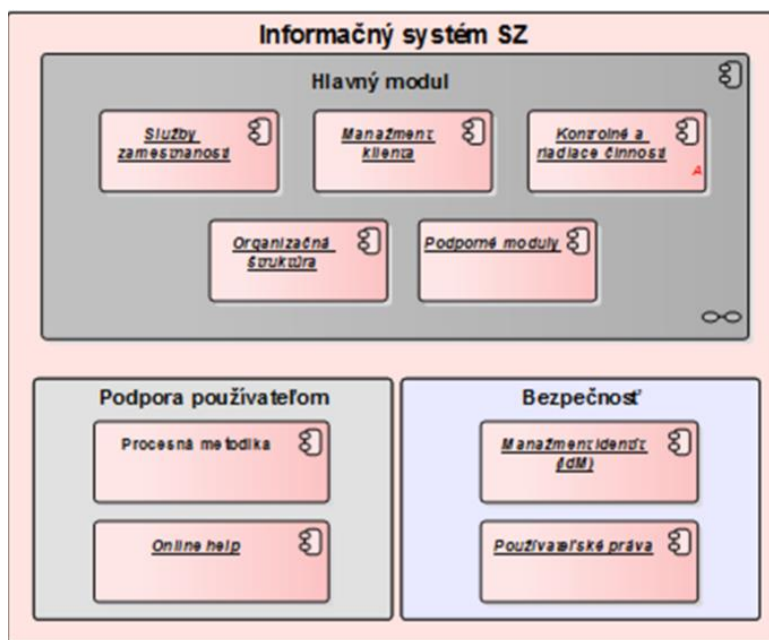 Informačný systém SZ
Hlavný modul
Služby
zamestnanosti
Manažment
klienta
Kontrolné a
riadiace činnosti
A
Organizačná
štruktúra
Podporné moduly
Podpora používateľom
Procesná metodika
Online help
Bezpečnosť
Manažment identít
(IdM)
Používateľské práva